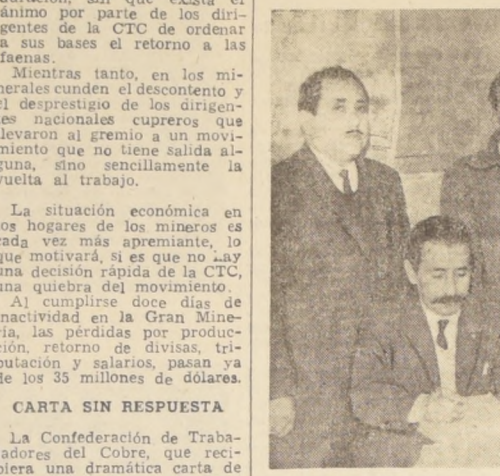 ánimo por parte de los diri-
gentes de la CTC de ordenar
a sus bases el retorno a las
faenas.
Mientras tanto, en los mi-
nerales cunden el descontento y
el desprestigio de los dirigen-
tes nacionales cupreros que
llevaron al gremio a un movi-
miento que no tiene salida al-
guna, sino sencillamente la
vuelta al trabajo.
La situación económica en
los hogares de los mineros es
cada vez más apremiante, lo
que motivará, si es que no hay
una decisión rápida de la CTC,
una quiebra del movimiento.
Al cumplirse doce días de
inactividad en la Gran Mine-
ría, las pérdidas por produc-
ción, retorno de divisas, tri-
butación y salarios, pasan ya
de los 35 millones de dólares.
CARTA SIN RESPUESTA
La Confederación de Traba-
jadores del Cobre, que reci-
biera una dramática carta de